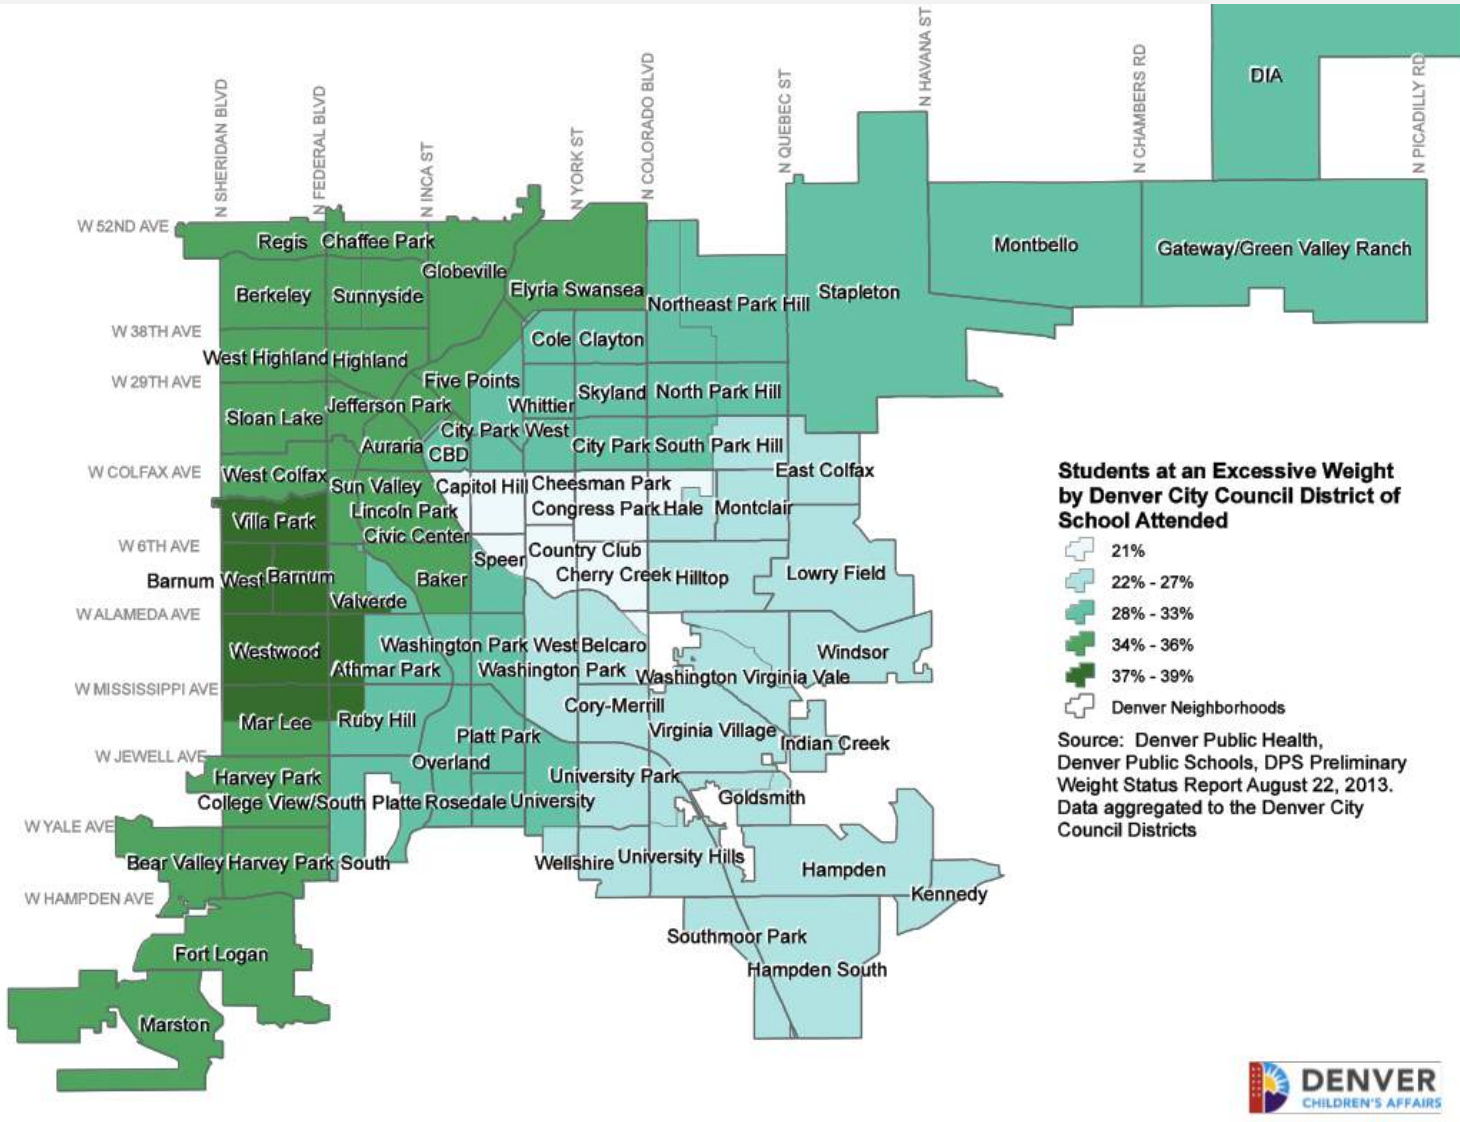 N SHERIDAN BLVD
N FEDERAL BLVD
N INCA ST
N YORK ST
N COLORADO BLVD
N QUEBEC ST
N HAVANA ST
N CHAMBERS RD
N PICADILLY RD
DIA
W 52ND AVE
Regis
Chaffee Park
Globeville
Montbello
Gateway/Green Valley Ranch
Berkeley
Sunnyside
Elyria Swansea
Northeast Park Hill
Stapleton
W 38TH AVE
Cole
Clayton
West Highland
Highland
W 29TH AVE
Five Points
Skyland
North Park Hill
Sloan Lake
Jefferson Park
Whittier
City Park West
Auraria
CBD
City Park
South Park Hill
W COLFAX AVE
West Colfax
Sun Valley
Capitol Hill
Cheesman Park
East Colfax
Villa Park
Lincoln Park
Congress Park
Hale
Montclair
Civic Center
W 6TH AVE
Speer
Country Club
Barnum West
Barnum
Baker
Cherry Creek
Hilltop
Lowry Field
Valverde
W ALAMEDA AVE
Westwood
Washington Park West
Belcaro
Windsor
Athmar Park
Washington Park
Washington Virginia Vale
W MISSISSIPPI AVE
Mar Lee
Ruby Hill
Cory-Merrill
Platt Park
Virginia Village
Indian Creek
W JEWELL AVE
Overland
Harvey Park
University Park
College View/South Platte
Rosedale
University
Goldsmith
W YALE AVE
Bear Valley
Harvey Park South
Wellshire
University Hills
Hampden
W HAMPDEN AVE
Kennedy
Southmoor Park
Fort Logan
Hampden South
Marston
Students at an Excessive Weight
by Denver City Council District of
School Attended
21%
22% - 27%
28% - 33%
34% - 36%
37% - 39%
Denver Neighborhoods
Source: Denver Public Health,
Denver Public Schools, DPS Preliminary
Weight Status Report August 22, 2013.
Data aggregated to the Denver City
Council Districts
DENVER
CHILDREN'S AFFAIRS